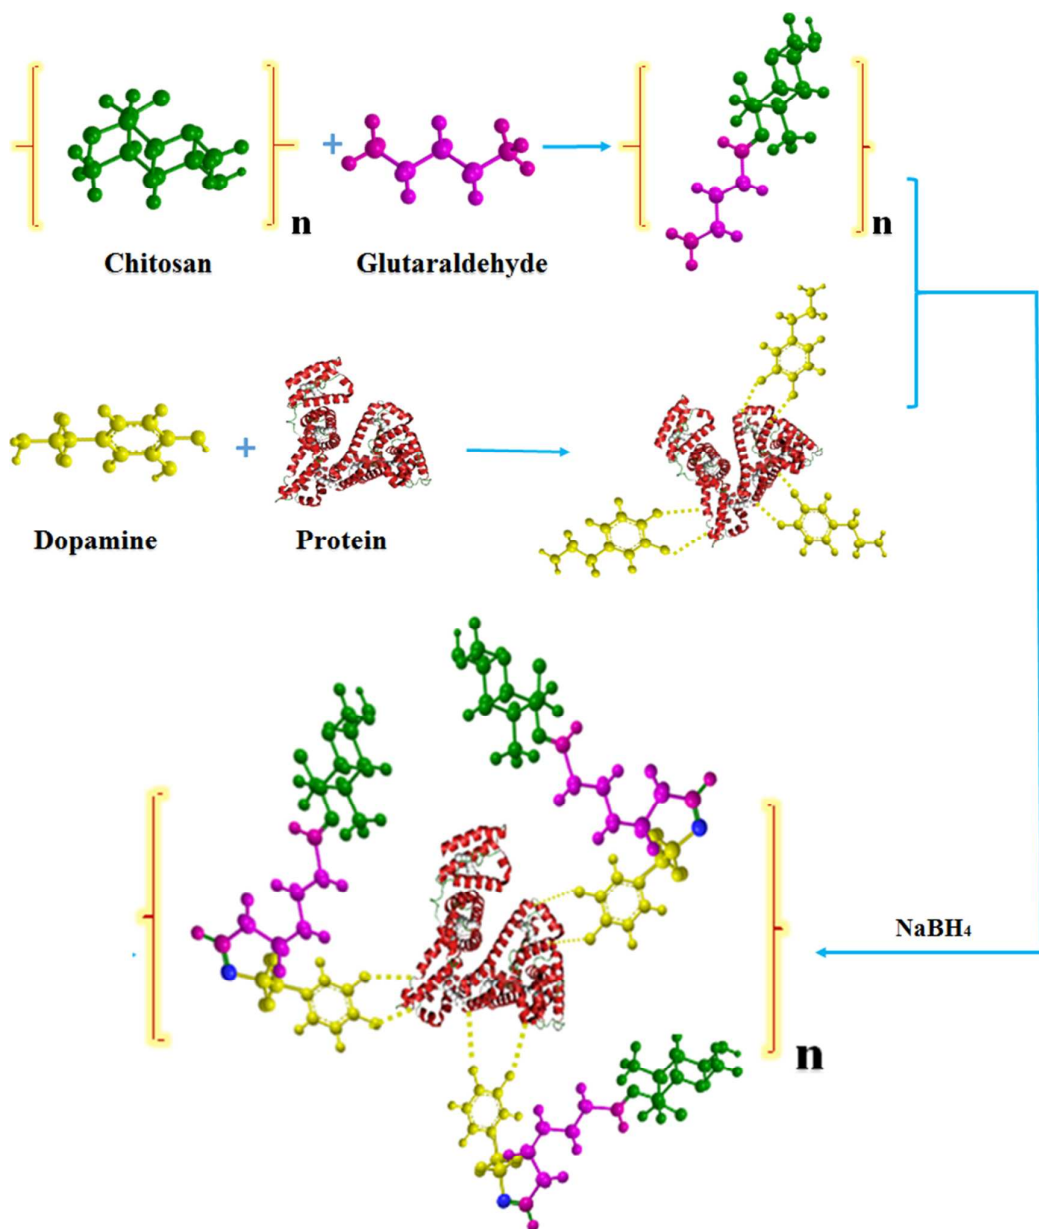 +
n
n
Chitosan
Glutaraldehyde
+
Dopamine
Protein
NaBH₄
n